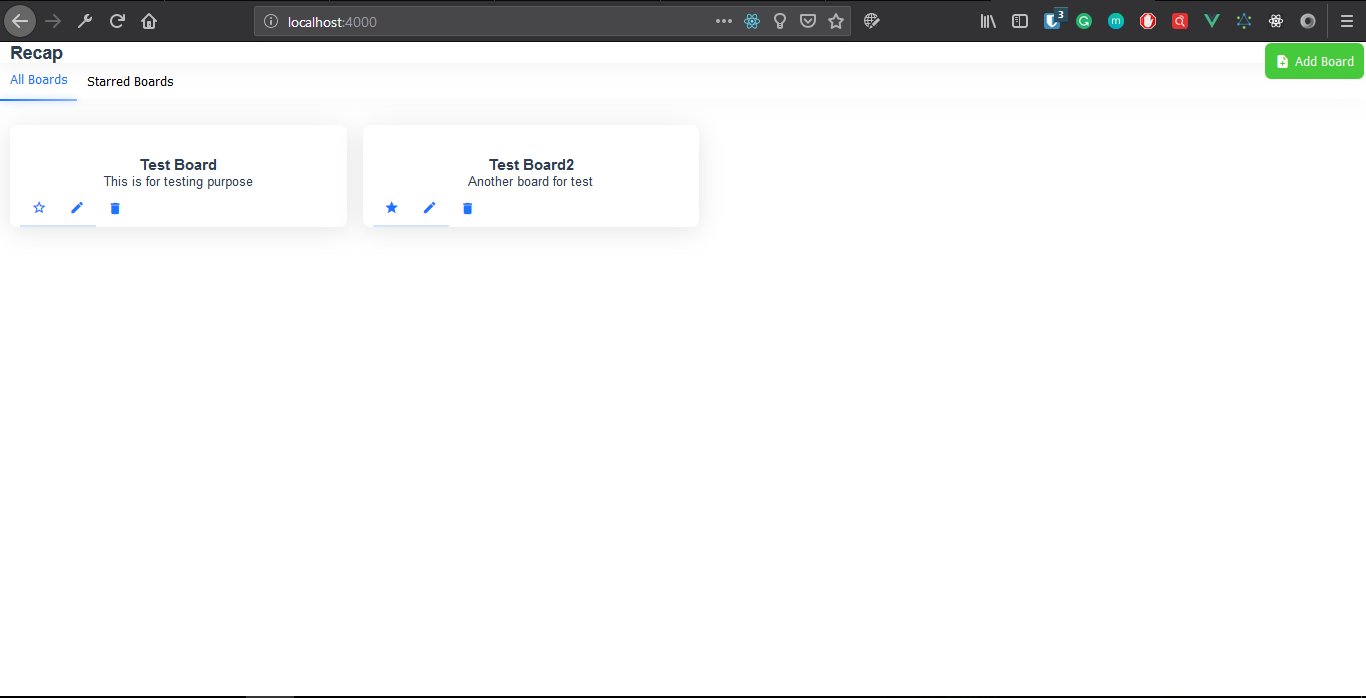 localhost:4000
3
Recap
Add Board
All Boards
Starred Boards
Test Board
This is for testing purpose
Test Board2
Another board for test